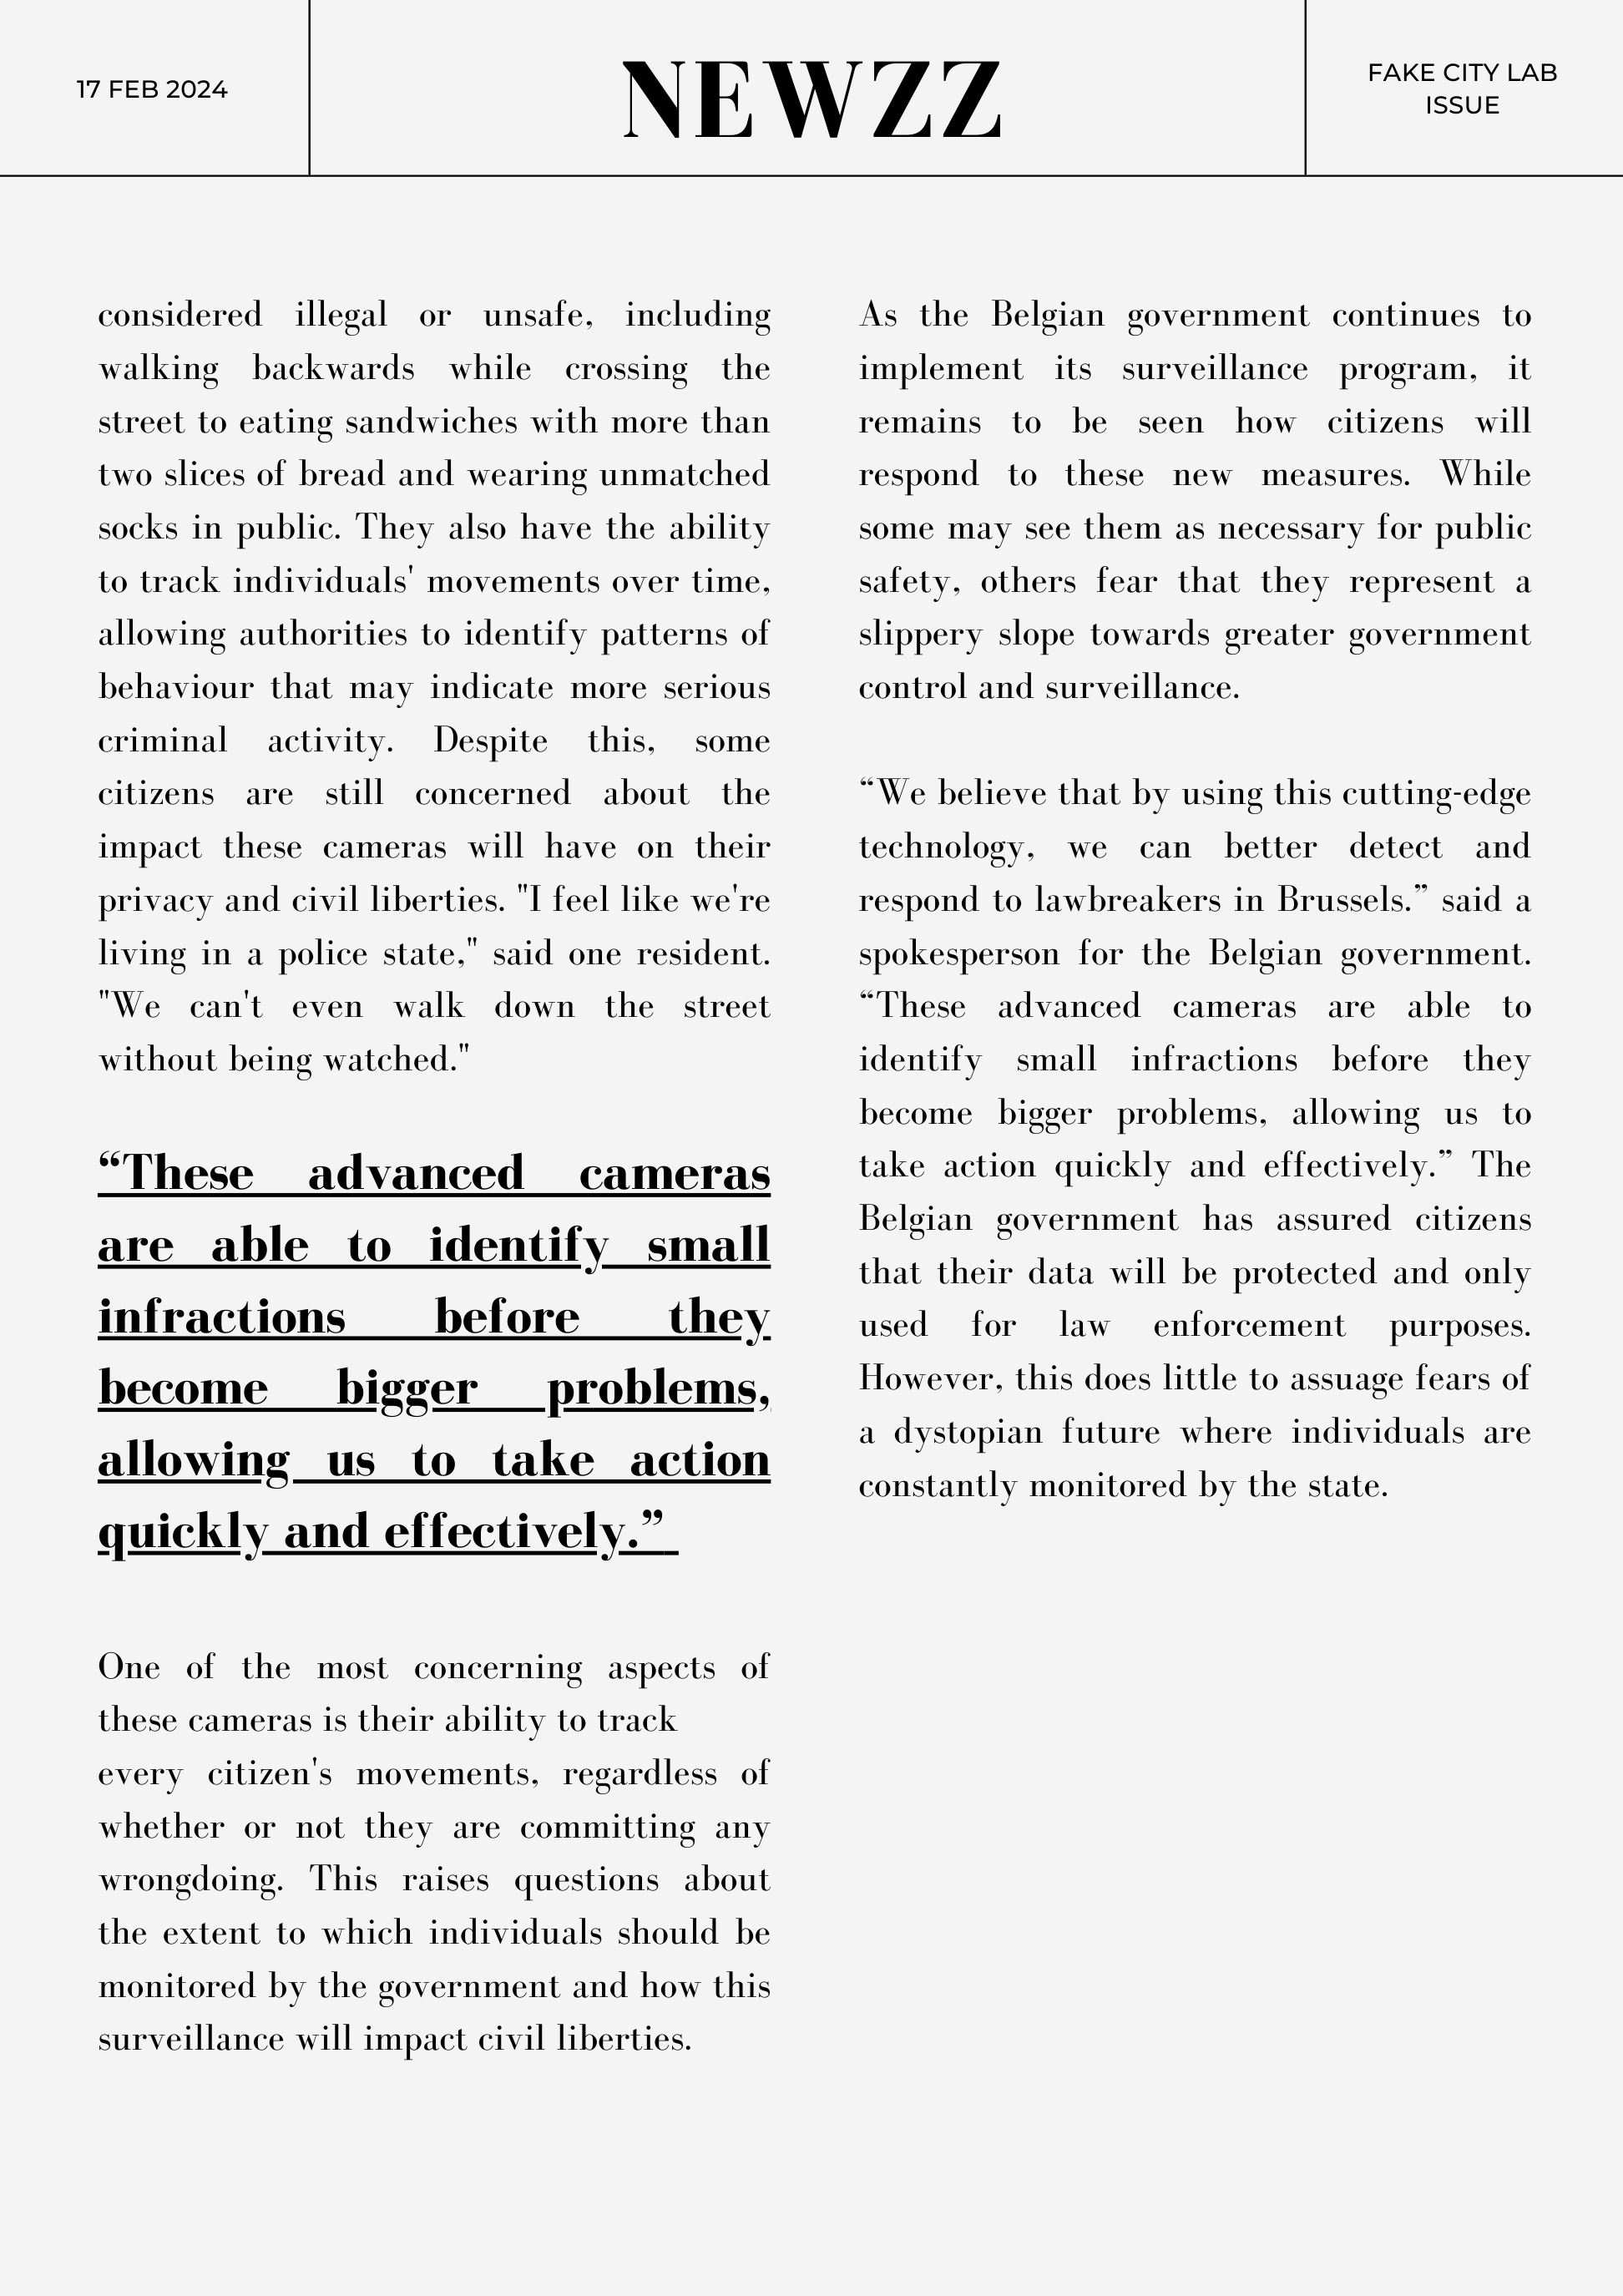 17 FEB 2024
NEWZZ
FAKE CITY LAB
ISSUE
considered illegal or unsafe, including
walking backwards while crossing the
street to eating sandwiches with more than
two slices of bread and wearing unmatched
socks in public. They also have the ability
to track individuals' movements over time,
allowing authorities to identify patterns of
behaviour that may indicate more serious
criminal activity. Despite this, some
citizens are still concerned about the
impact these cameras will have on their
privacy and civil liberties. "I feel like we're
living in a police state," said one resident.
"We can't even walk down the street
without being watched."
“These advanced cameras
are able to identify small
infractions before they
become bigger problems,
allowing us to take action
quickly and effectively.”
One of the most concerning aspects of
these cameras is their ability to track
every citizen's movements, regardless of
whether or not they are committing any
wrongdoing. This raises questions about
the extent to which individuals should be
monitored by the government and how this
surveillance will impact civil liberties.
As the Belgian government continues to
implement its surveillance program, it
remains to be seen how citizens will
respond to these new measures. While
some may see them as necessary for public
safety, others fear that they represent a
slippery slope towards greater government
control and surveillance.
“We believe that by using this cutting-edge
technology, we can better detect and
respond to lawbreakers in Brussels.” said a
spokesperson for the Belgian government.
“These advanced cameras are able to
identify small infractions before they
become bigger problems, allowing us to
take action quickly and effectively.” The
Belgian government has assured citizens
that their data will be protected and only
used for law enforcement purposes.
However, this does little to assuage fears of
a dystopian future where individuals are
constantly monitored by the state.